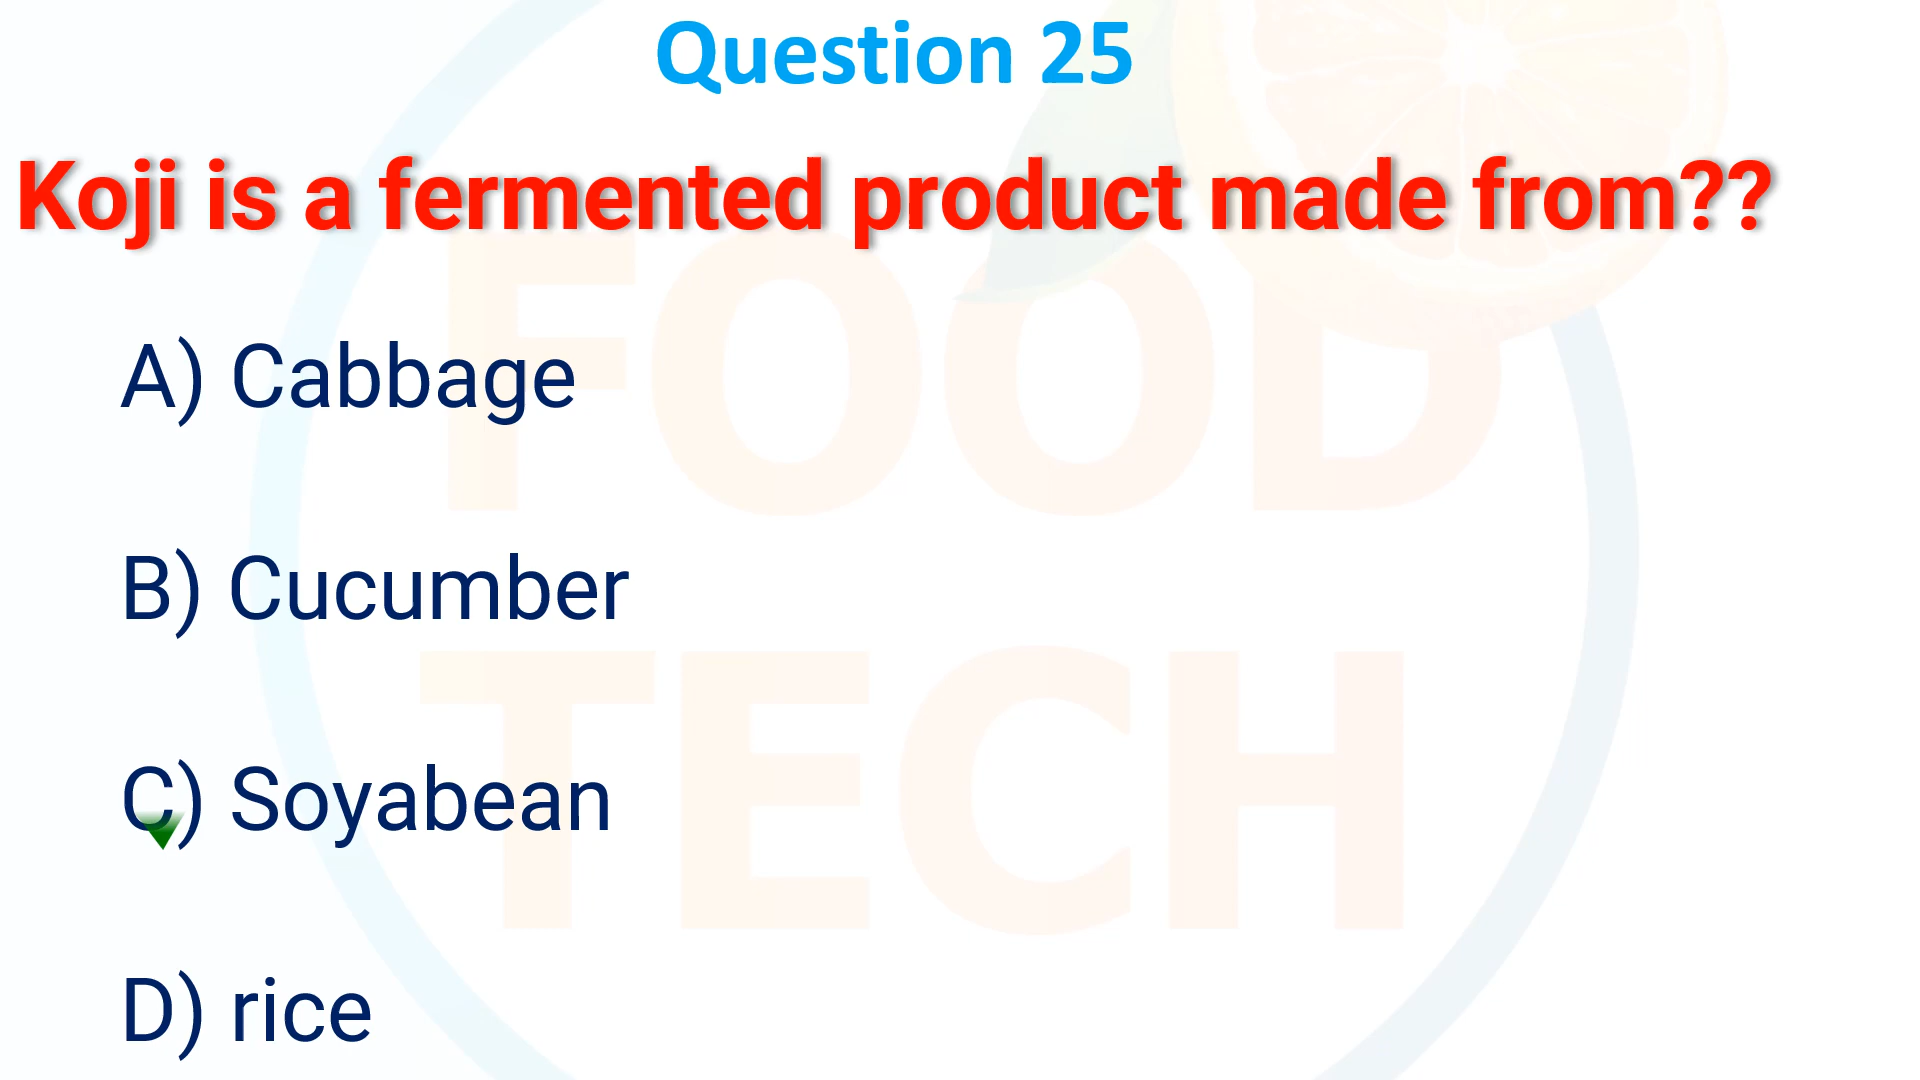 Question 25
Koji is a fermented product made from??
A) Cabbage
B) Cucumber
C) Soyabean
D) rice
FOOD
TECH